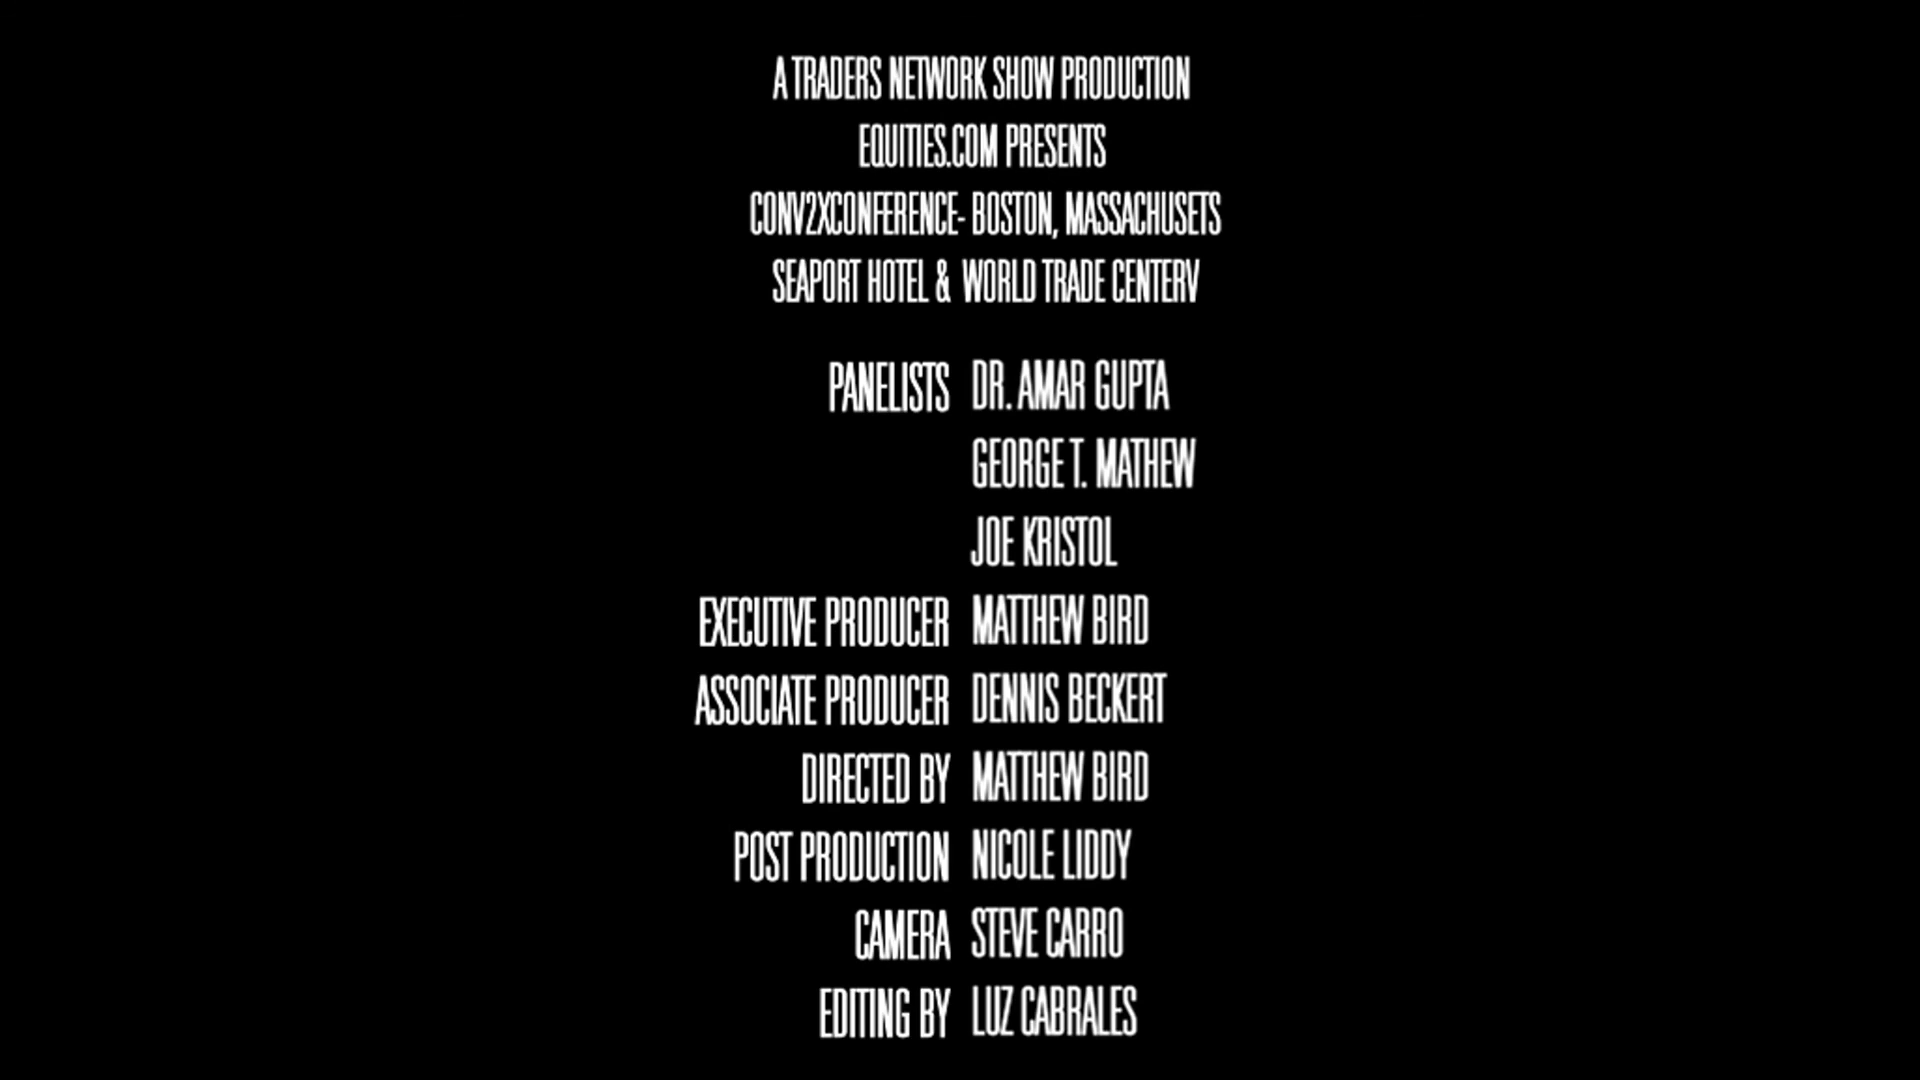 A TRADERS NETWORK SHOW PRODUCTION
EQUITIES.COM PRESENTS
CONV2XCONFERENCE- BOSTON, MASSACHUSETS
SEAPORT HOTEL & WORLD TRADE CENTERV
PANELISTS DR. AMAR GUPTA
GEORGE T. MATHEW
JOE KRISTOL
EXECUTIVE PRODUCER MATTHEW BIRD
ASSOCIATE PRODUCER DENNIS BECKERT
DIRECTED BY MATTHEW BIRD
POST PRODUCTION NICOLE LIDDY
CAMERA STEVE CARRO
EDITING BY LUZ CABRALES